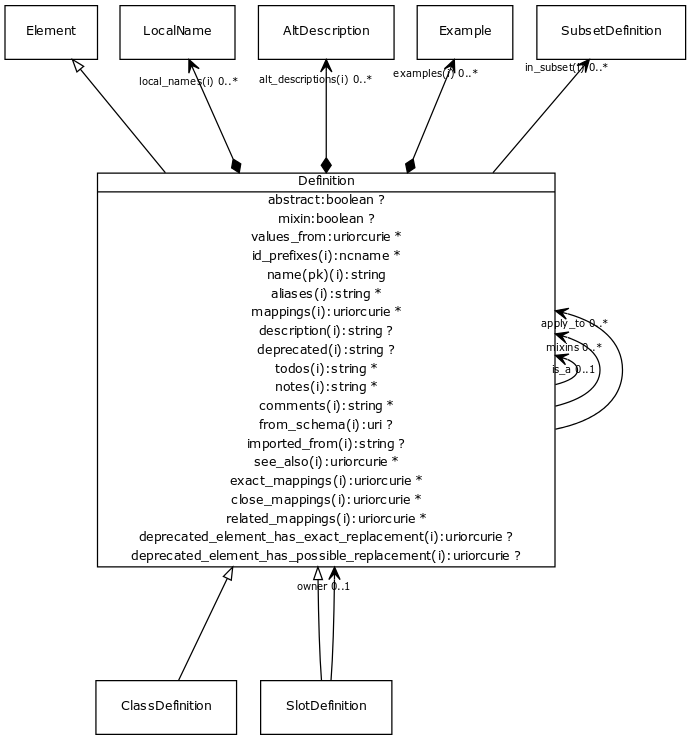 Element
LocalName
AltDescription
Example
SubsetDefinition
local_names(i) 0..*
alt_descriptions(i) 0..*
examples(i) 0..*
in_subset(i) 0..*
Definition
abstract:boolean ?
mixin:boolean ?
values_from:uriorcurie *
id_prefixes(i):ncname *
name(pk)(i):string
aliases(i):string *
mappings(i):uriorcurie *
description(i):string ?
deprecated(i):string ?
todos(i):string *
notes(i):string *
comments(i):string *
from_schema(i):uri ?
imported_from(i):string ?
see_also(i):uriorcurie *
exact_mappings(i):uriorcurie *
close_mappings(i):uriorcurie *
related_mappings(i):uriorcurie *
deprecated_element_has_exact_replacement(i):uriorcurie ?
deprecated_element_has_possible_replacement(i):uriorcurie ?
apply_to 0..*
mixins 0..*
is_a 0..1
owner 0..1
ClassDefinition
SlotDefinition